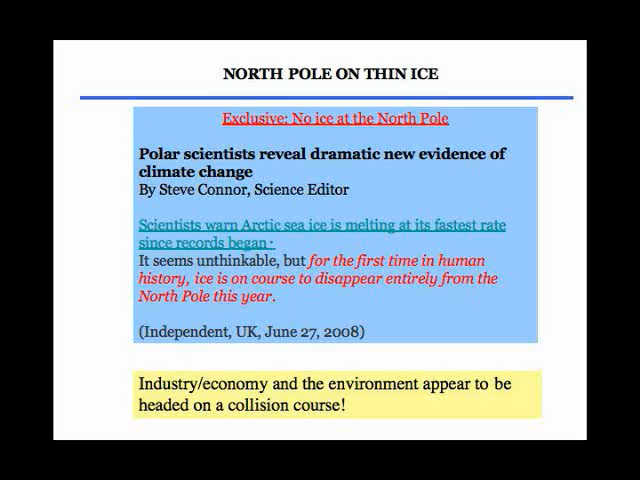 NORTH POLE ON THIN ICE
Exclusive: No ice at the North Pole
Polar scientists reveal dramatic new evidence of
climate change
By Steve Connor, Science Editor
Scientists warn Arctic sea ice is melting at its fastest rate
since records began·
It seems unthinkable, but for the first time in human
history, ice is on course to disappear entirely from the
North Pole this year.
(Independent, UK, June 27, 2008)
Industry/economy and the environment appear to be
headed on a collision course!